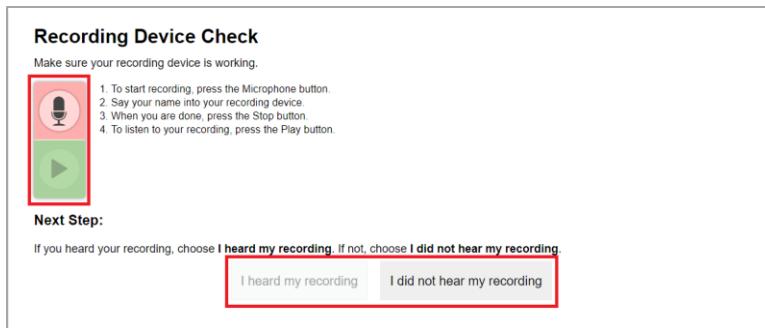 Recording Device Check
Make sure your recording device is working.
1. To start recording, press the Microphone button.
2. Say your name into your recording device.
3. When you are done, press the Stop button.
4. To listen to your recording, press the Play button.
Next Step:
If you heard your recording, choose I heard my recording. If not, choose I did not hear my recording.
I heard my recording I did not hear my recording